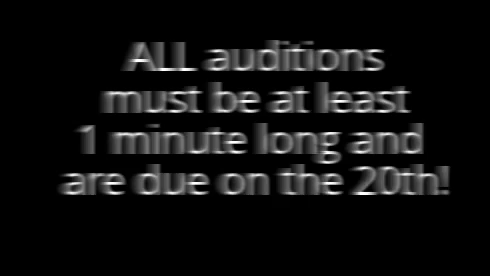 ALL auditions
must be at least
1 minute long and
are due on the 20th!